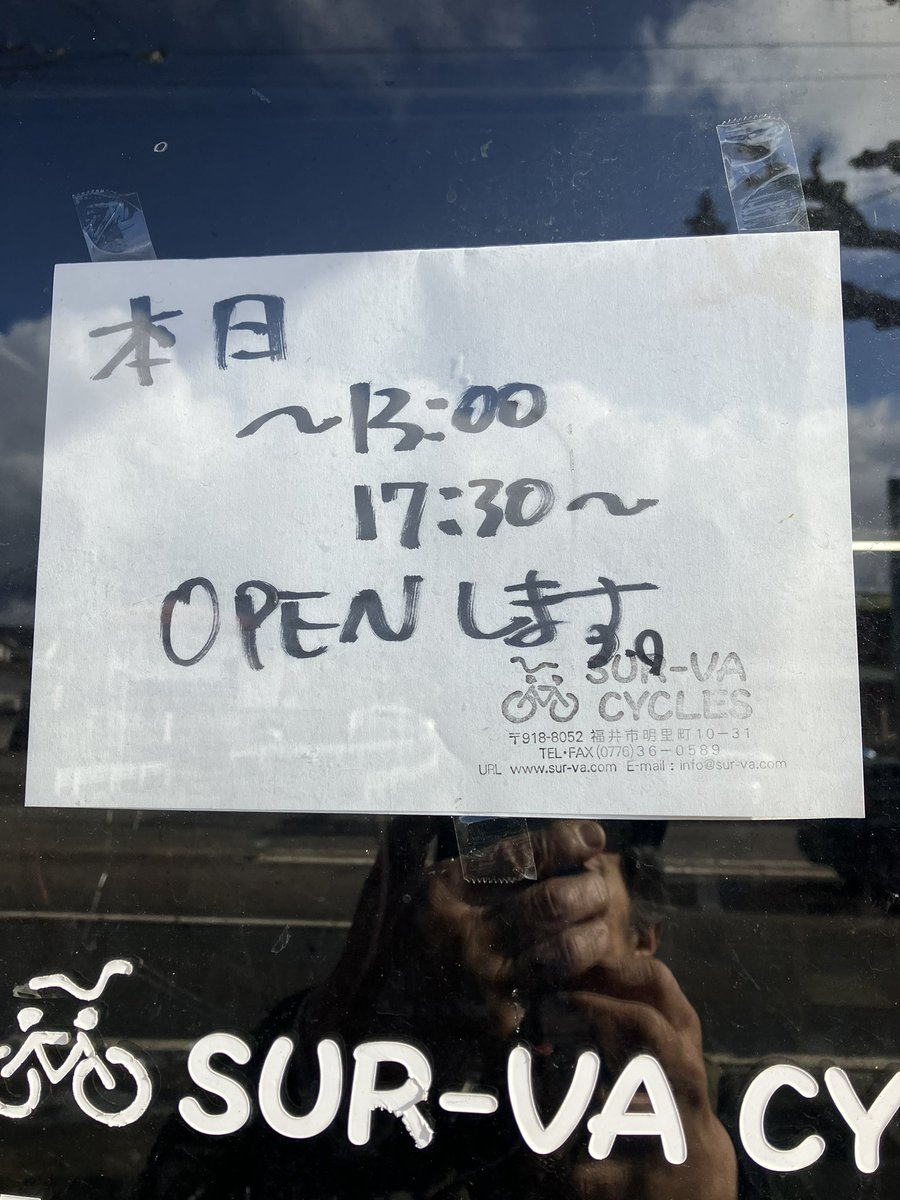 本日
～13:00
17:30～
OPENします。
SUR-VA
CYCLES
〒918-8052 福井市明里町10-31
TEL・FAX(0776)36-0589
URL www.sur-va.com E-mail：info@sur-va.com
SUR-VA CY